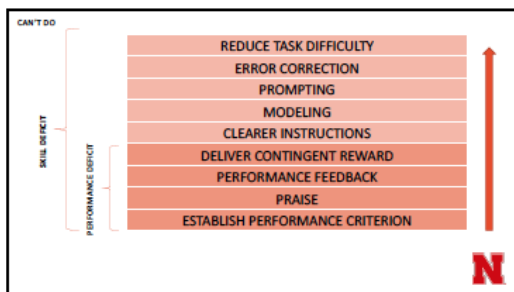 CAN'T DO
REDUCE TASK DIFFICULTY
ERROR CORRECTION
PROMPTING
MODELING
CLEARER INSTRUCTIONS
DELIVER CONTINGENT REWARD
PERFORMANCE FEEDBACK
PRAISE
ESTABLISH PERFORMANCE CRITERION
SKILL DEFICIT
PERFORMANCE DEFICIT
N